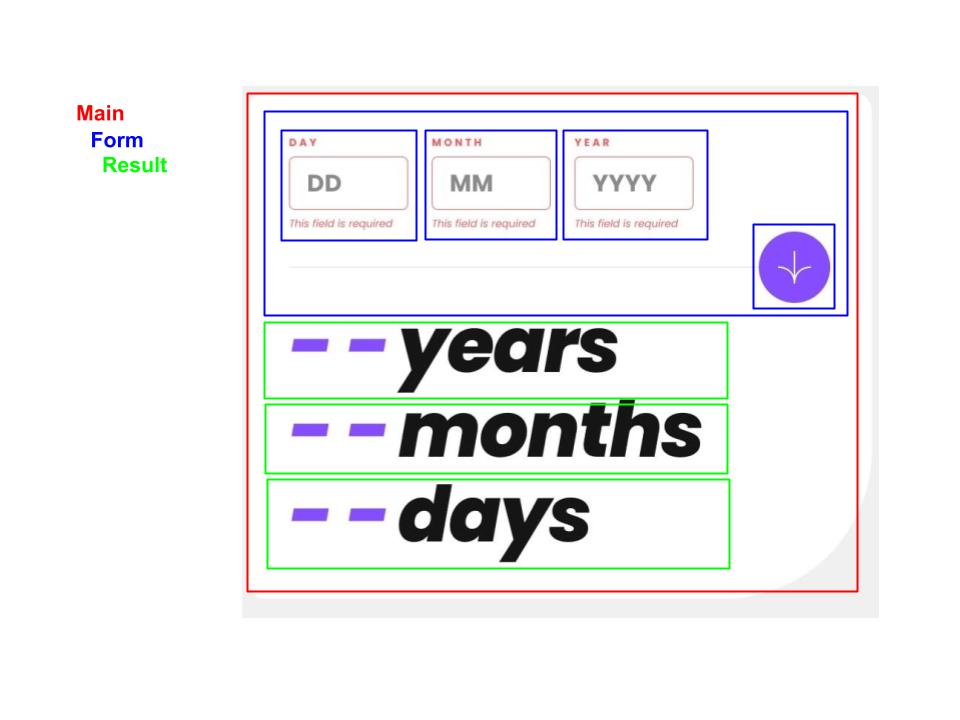 Main
Form
Result
DAY MONTH YEAR
DD MM YYYY
This field is required This field is required This field is required
-- years
-- months
-- days